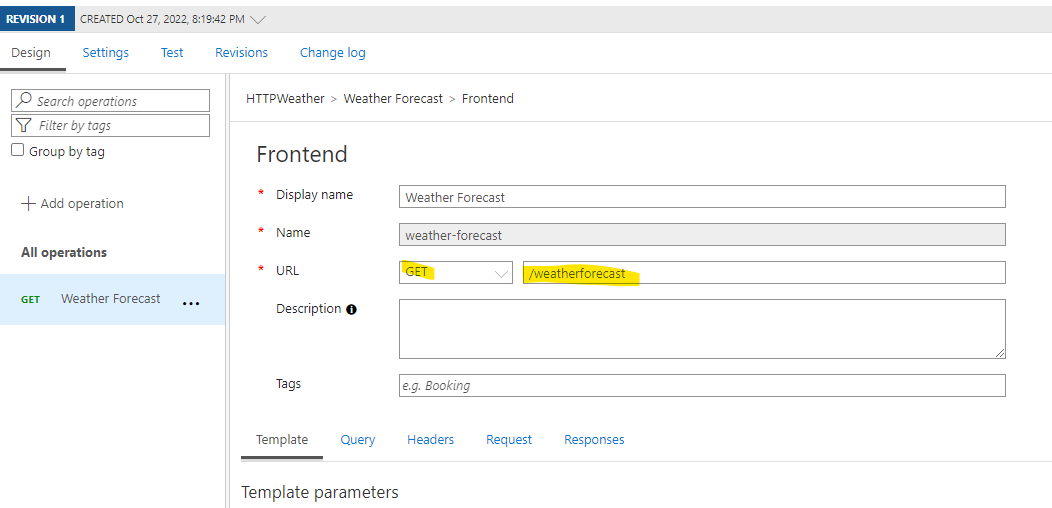 REVISION 1 CREATED Oct 27, 2022, 8:19:42 PM
Design Settings Test Revisions Change log
Search operations
Filter by tags
Group by tag
Add operation
All operations
GET Weather Forecast ...
HTTPWeather > Weather Forecast > Frontend
Frontend
* Display name Weather Forecast
* Name weather-forecast
* URL GET /weatherforecast
Description
Tags e.g. Booking
Template Query Headers Request Responses
Template parameters